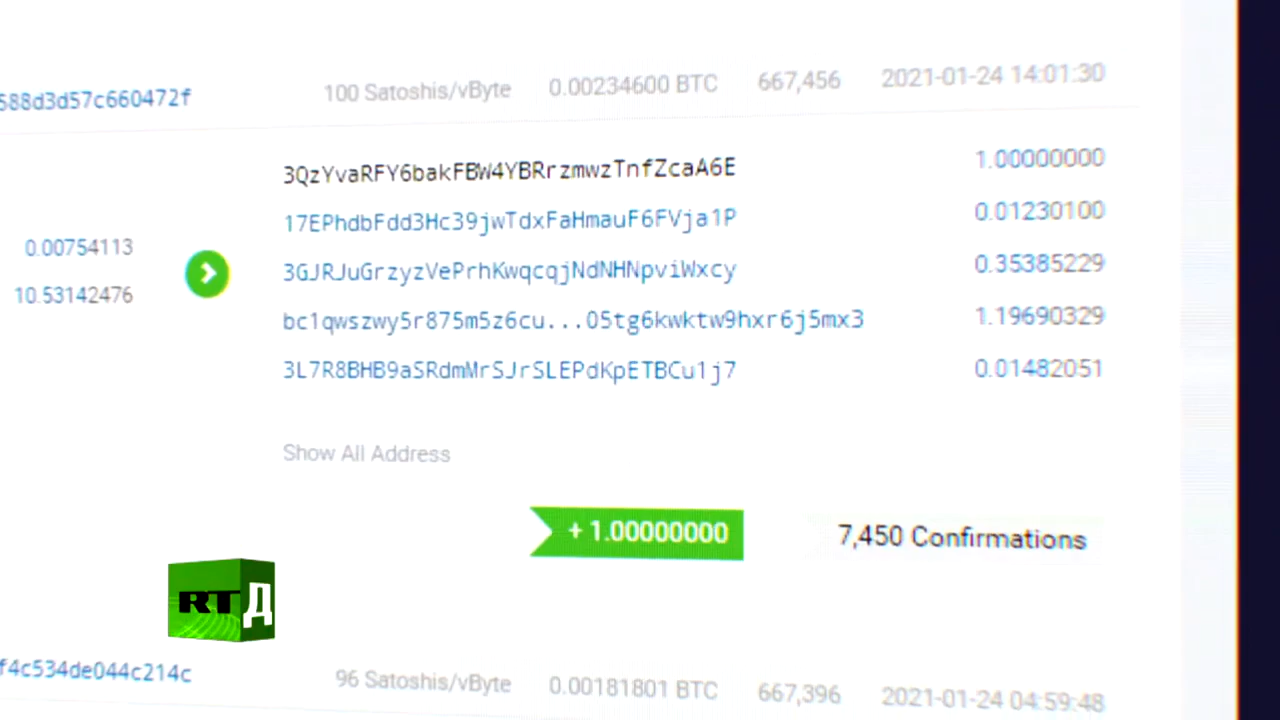 588d3d57c660472f 100 Satoshis/vByte 0.00234600 BTC 667,456 2021-01-24 14:01:30
3QzYvaRFY6bakFBW4YBRrzmwzTnfZcaA6E 1.00000000
17EPhdbFdd3Hc39jwTdxFaHmauF6FVja1P 0.01230100
0.00754113
3GJRJuGrzyzVePrhKwqcqjNdNHNpviWxcy 0.35385229
10.53142476
bc1qwszwy5r875m5z6cu...05tg6kwktw9hxr6j5mx3 1.19690329
3L7R8BHB9aSRdmMrSJrSLEPdKpETBCu1j7 0.01482051
Show All Address
+ 1.00000000 7,450 Confirmations
RTД
f4c534de044c214c 96 Satoshis/vByte 0.00181801 BTC 667,396 2021-01-24 04:59:48